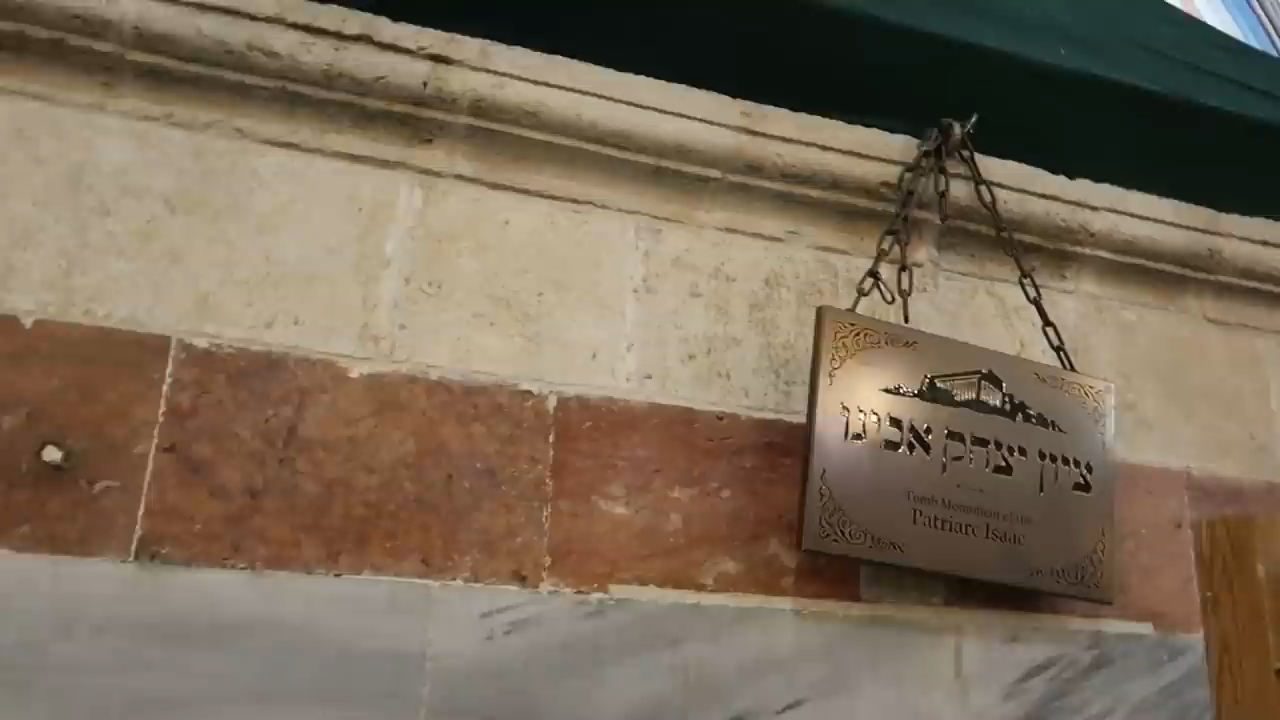 ציון יצחק אבינו
Tomb Monument of the
Patriarc Isaac